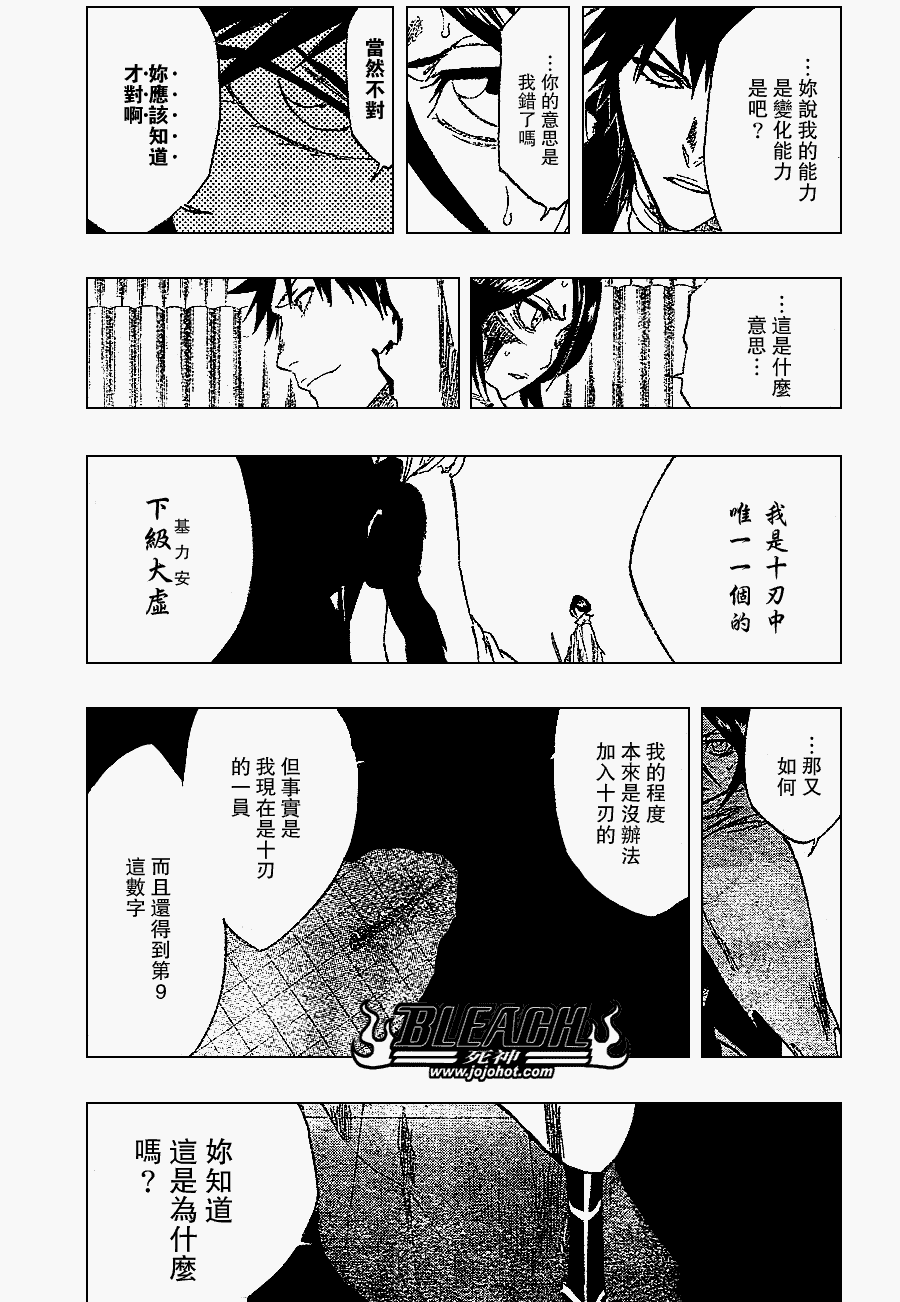 …妳說我的能力
是變化能力
是吧？
…你的意思是
我錯了嗎
當然不對
妳應該知道
才對啊
…這是什麼
意思…
我是十刃中
唯一一個的
基力安
下級大虛
…那又
如何
我的程度
本來是沒辦法
加入十刃的
但事實是
我現在是十刃
的一員
而且還得到第9
這數字
BLEACH
死神
www.jojohot.com
妳知道
這是為什麼
嗎？